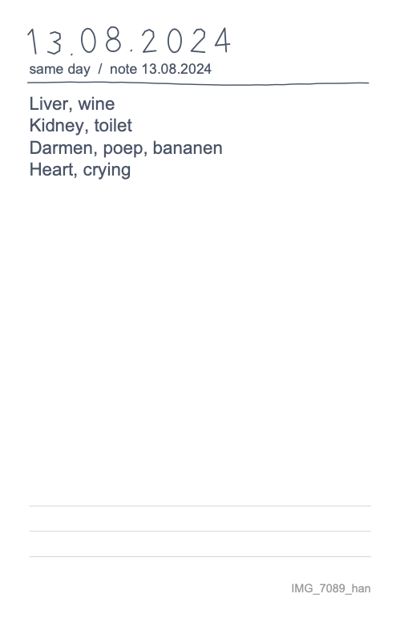 13.08.2024
same day / note 13.08.2024
Liver, wine
Kidney, toilet
Darmen, poep, bananen
Heart, crying
IMG_7089_han